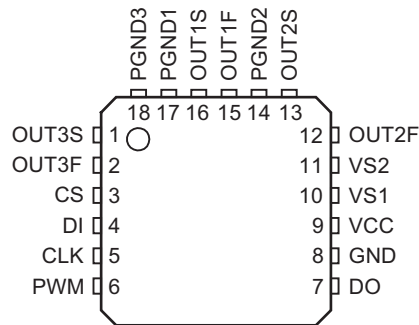 PGND3 PGND1 OUT1S OUT1F PGND2 OUT2S
18 17 16 15 14 13
OUT3S 1 12 OUT2F
OUT3F 2 11 VS2
CS 3 10 VS1
DI 4 9 VCC
CLK 5 8 GND
PWM 6 7 DO